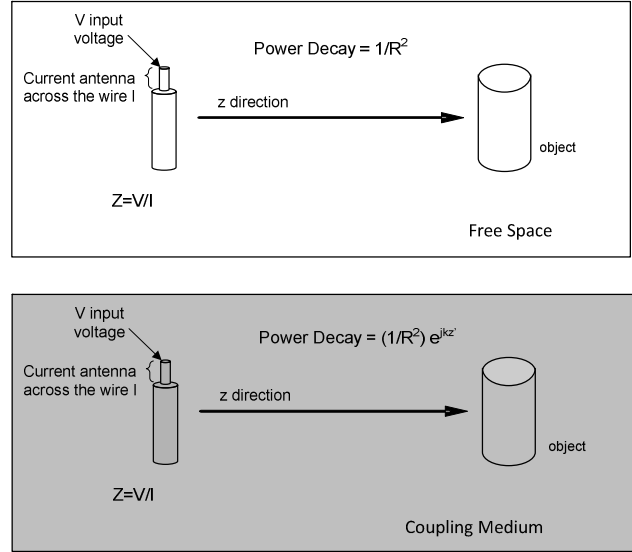 V input
voltage
Power Decay = 1/R²
Current antenna
across the wire I
z direction
object
Z=V/I
Free Space
V input
voltage
Power Decay = (1/R²) e^jkz'
Current antenna
across the wire I
z direction
object
Z=V/I
Coupling Medium